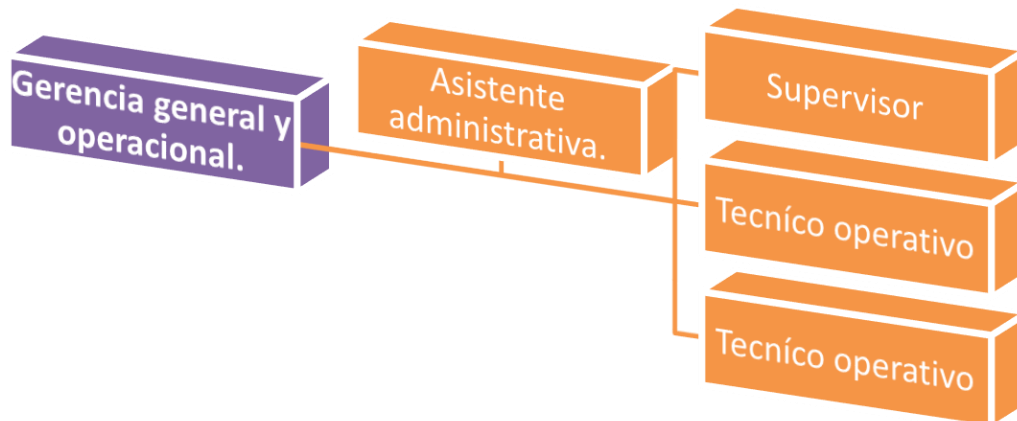 Gerencia general y
operacional.
Asistente
administrativa.
Supervisor
Tecníco operativo
Tecníco operativo